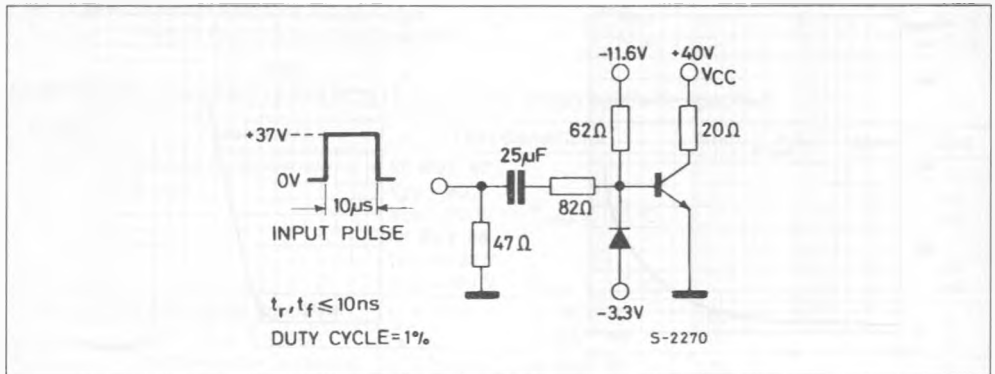 -11.6V
+40V
VCC
62Ω
20Ω
+37V
25μF
0V
82Ω
10μs
47Ω
INPUT PULSE
-3.3V
tr, tf ≤ 10ns
DUTY CYCLE = 1%
S-2270